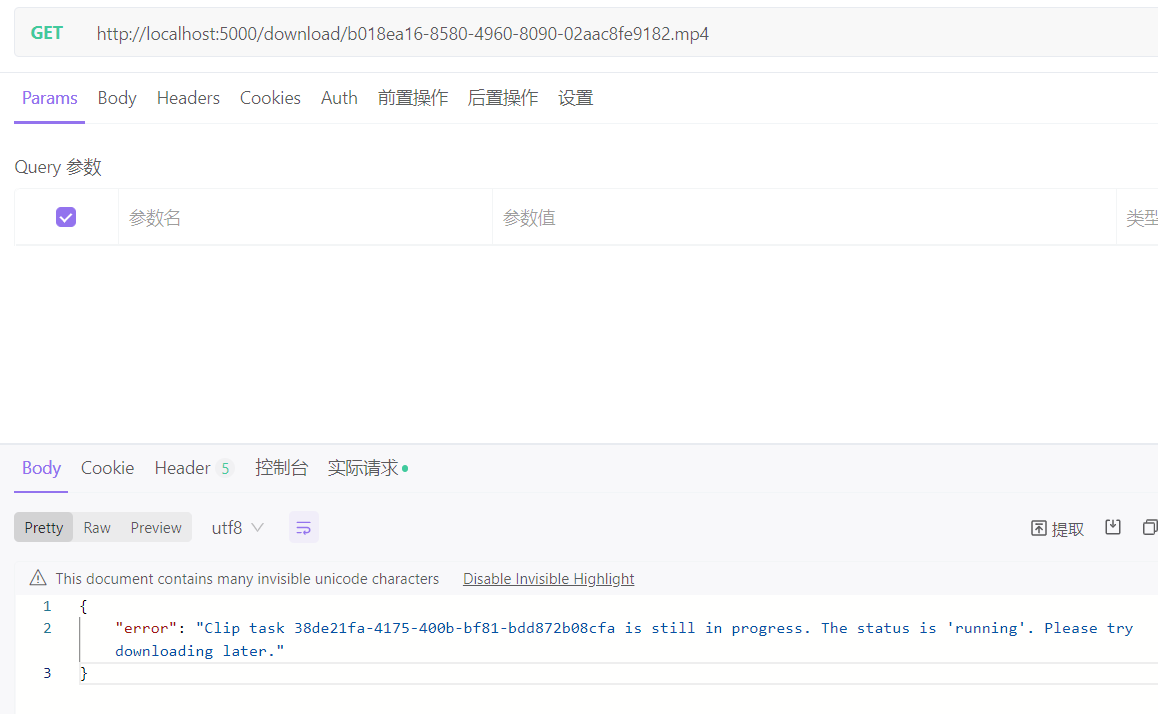 GET http://localhost:5000/download/b018ea16-8580-4960-8090-02aac8fe9182.mp4
Params Body Headers Cookies Auth 前置操作 后置操作 设置
Query 参数
参数名 参数值 类型
Body Cookie Header 5 控制台 实际请求
Pretty Raw Preview utf8 提取
This document contains many invisible unicode characters Disable Invisible Highlight
1 {
2 "error": "Clip task 38de21fa-4175-400b-bf81-bdd872b08cfa is still in progress. The status is 'running'. Please try
downloading later."
3 }